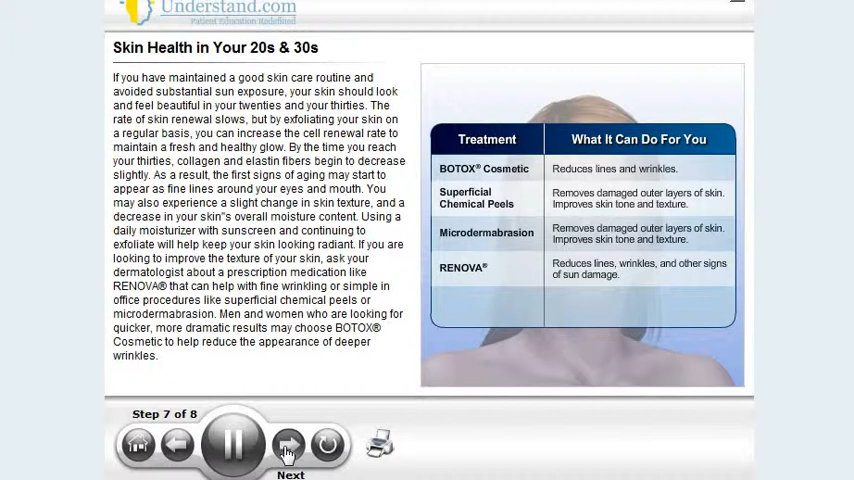 Understand.com
Patient Education Redefined
Skin Health in Your 20s & 30s
If you have maintained a good skin care routine and
avoided substantial sun exposure, your skin should look
and feel beautiful in your twenties and your thirties. The
rate of skin renewal slows, but by exfoliating your skin on
a regular basis, you can increase the cell renewal rate to
maintain a fresh and healthy glow. By the time you reach
your thirties, collagen and elastin fibers begin to decrease
slightly. As a result, the first signs of aging may start to
appear as fine lines around your eyes and mouth. You
may also experience a slight change in skin texture, and a
decrease in your skin"s overall moisture content. Using a
daily moisturizer with sunscreen and continuing to
exfoliate will help keep your skin looking radiant. If you are
looking to improve the texture of your skin, ask your
dermatologist about a prescription medication like
RENOVA® that can help with fine wrinkling or simple in
office procedures like superficial chemical peels or
microdermabrasion. Men and women who are looking for
quicker, more dramatic results may choose BOTOX®
Cosmetic to help reduce the appearance of deeper
wrinkles.
Treatment What It Can Do For You
BOTOX® Cosmetic Reduces lines and wrinkles.
Superficial Removes damaged outer layers of skin.
Chemical Peels Improves skin tone and texture.
Microdermabrasion Removes damaged outer layers of skin.
Improves skin tone and texture.
RENOVA® Reduces lines, wrinkles, and other signs
of sun damage.
Step 7 of 8
Next